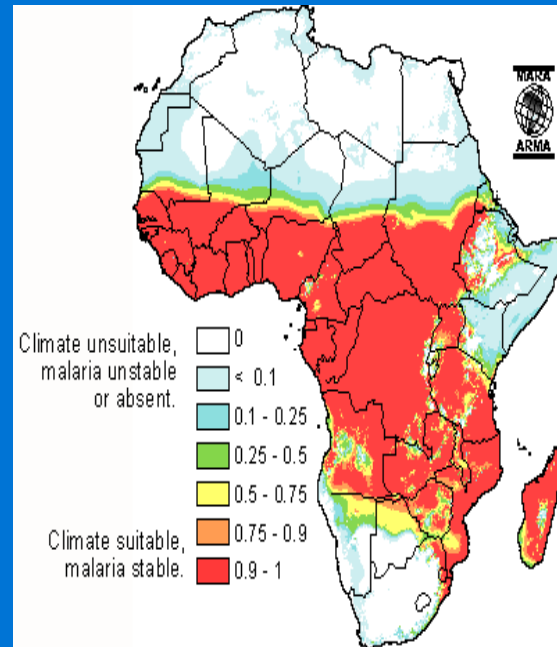 MARA
ARMA
Climate unsuitable,
malaria unstable
or absent.
Climate suitable,
malaria stable.
0
< 0.1
0.1 - 0.25
0.25 - 0.5
0.5 - 0.75
0.75 - 0.9
0.9 - 1